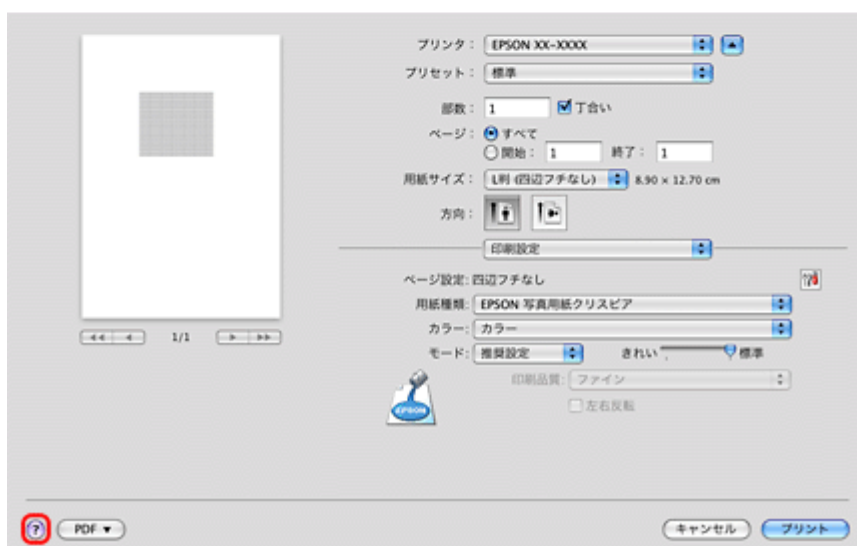 プリンタ： EPSON XX-XXXX
プリセット： 標準
部数： 1 丁合い
ページ： すべて
開始： 1 終了： 1
用紙サイズ： L判 (四辺フチなし) 8.90 × 12.70 cm
方向：
印刷設定
ページ設定: 四辺フチなし
用紙種類: EPSON 写真用紙クリスピア
カラー: カラー
1/1
モード: 推奨設定 きれい 標準
印刷品質: ファイン
EPSON
左右反転
? PDF ▼ キャンセル プリント